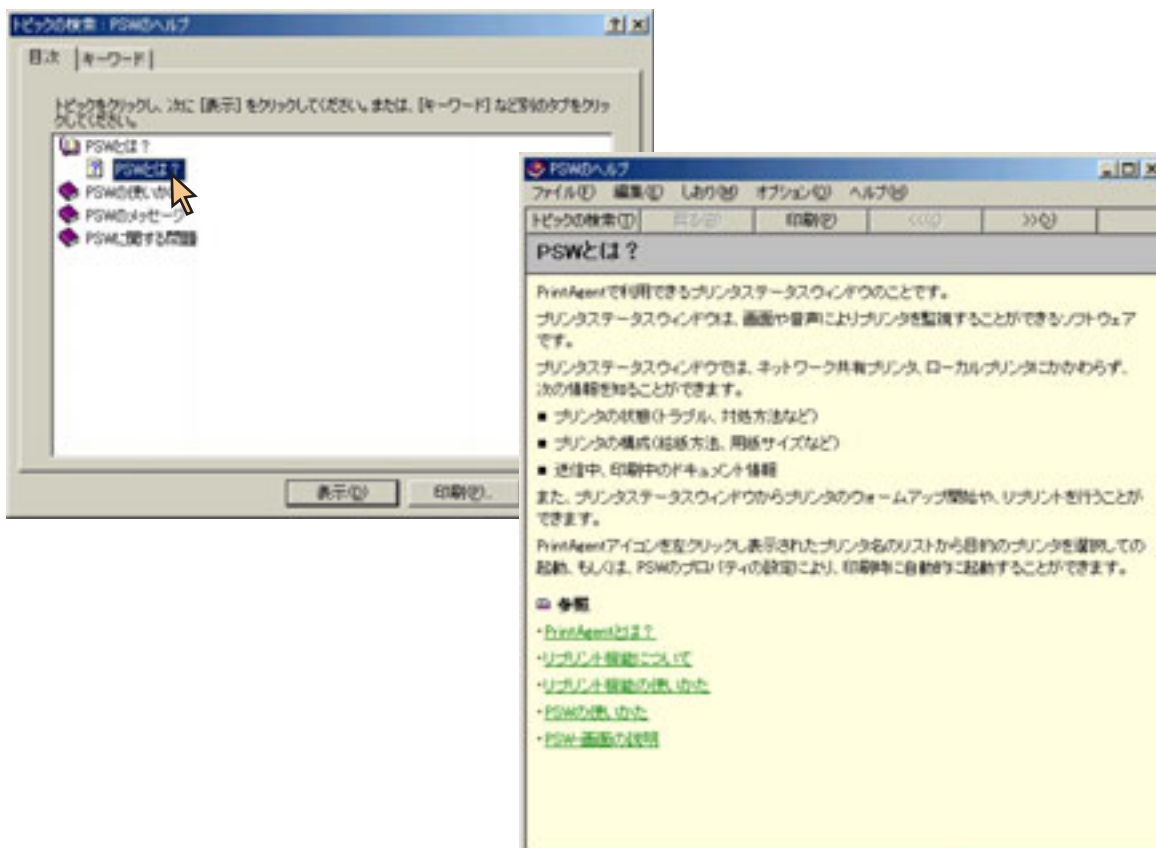 トピックの検索 : PSWのヘルプ
目次
キーワード
トピックをクリックし、次に [表示] をクリックしてください。または、[キーワード] など別のタブをクリッ
クしてください。
PSWとは?
PSWとは?
PSWの使いか
PSWのメッセージ
PSWに関する問題
表示(D)
印刷(P)...
PSWのヘルプ
ファイル(F) 編集(E) しおり(M) オプション(O) ヘルプ(H)
トピックの検索(T)
戻る(B)
印刷(P)
<<(<)
>>(>)
PSWとは?
PrintAgentで利用できるプリンタステータスウィンドウのことです。
プリンタステータスウィンドウは、画面や音声によりプリンタを監視することができるソフトウェア
です。
プリンタステータスウィンドウでは、ネットワーク共有プリンタ、ローカルプリンタにかかわらず、
次の情報を知ることができます。
■ プリンタの状態(トラブル、対処方法など)
■ プリンタの構成(給紙方法、用紙サイズなど)
■ 送信中、印刷中のドキュメント情報
また、プリンタステータスウィンドウからプリンタのウォームアップ開始や、リプリントを行うことが
できます。
PrintAgentアイコンを左クリックし表示されたプリンタ名のリストから目的のプリンタを選択しての
起動、もしくは、PSWのプロパティの設定により、印刷時に自動的に起動することができます。
参照
・PrintAgentとは?
・リプリント機能について
・リプリント機能の使いかた
・PSWの使いかた
・PSW-画面の説明